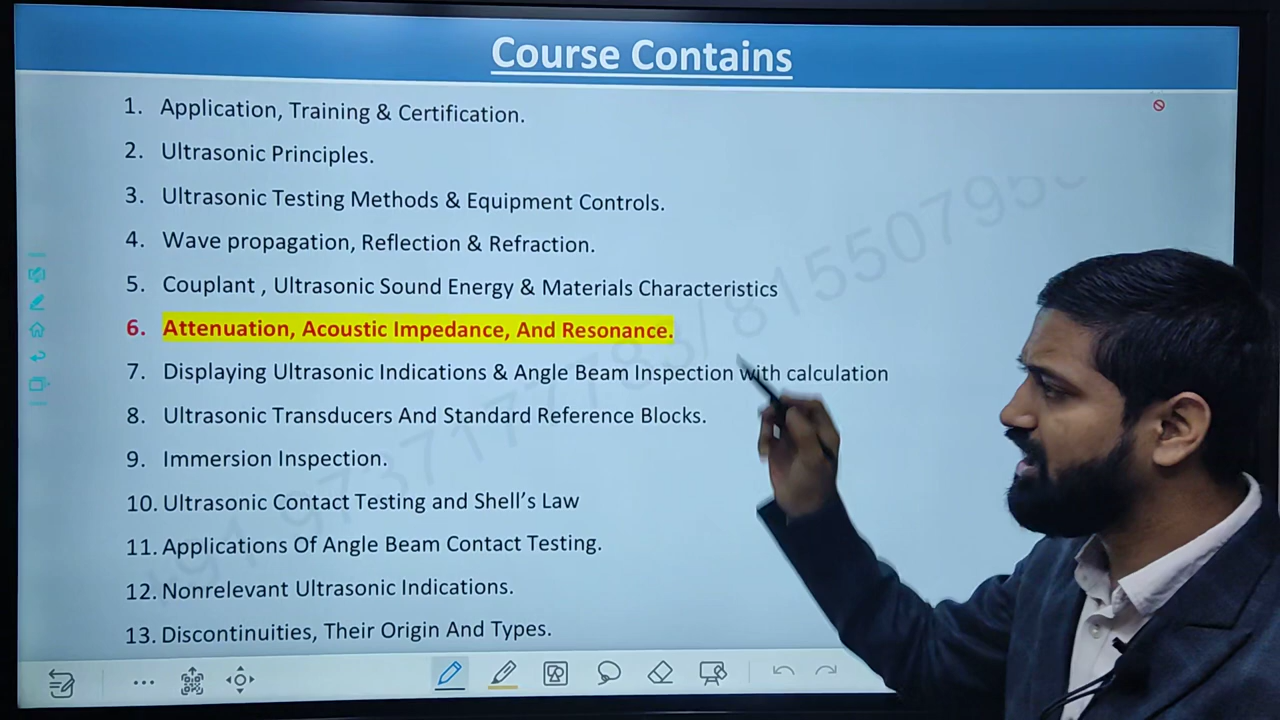 Course Contains
1. Application, Training & Certification.
2. Ultrasonic Principles.
3. Ultrasonic Testing Methods & Equipment Controls.
4. Wave propagation, Reflection & Refraction.
5. Couplant , Ultrasonic Sound Energy & Materials Characteristics
6. Attenuation, Acoustic Impedance, And Resonance.
7. Displaying Ultrasonic Indications & Angle Beam Inspection with calculation
8. Ultrasonic Transducers And Standard Reference Blocks.
9. Immersion Inspection.
10. Ultrasonic Contact Testing and Shell’s Law
11. Applications Of Angle Beam Contact Testing.
12. Nonrelevant Ultrasonic Indications.
13. Discontinuities, Their Origin And Types.